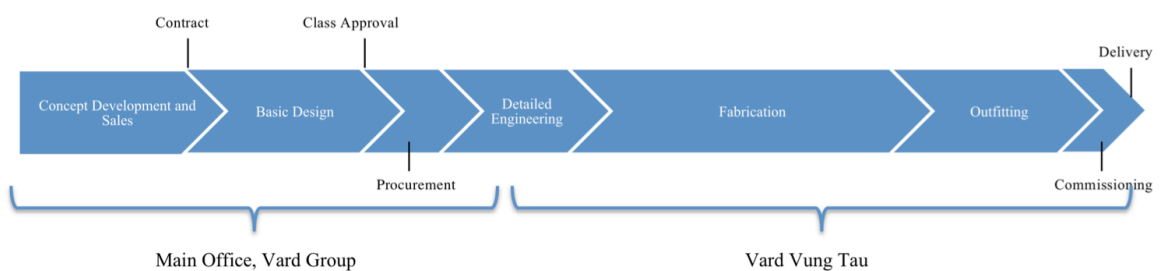 Contract
Class Approval
Delivery
Concept Development and
Sales
Basic Design
Detailed
Engineering
Fabrication
Outfitting
Procurement
Commissioning
Main Office, Vard Group
Vard Vung Tau